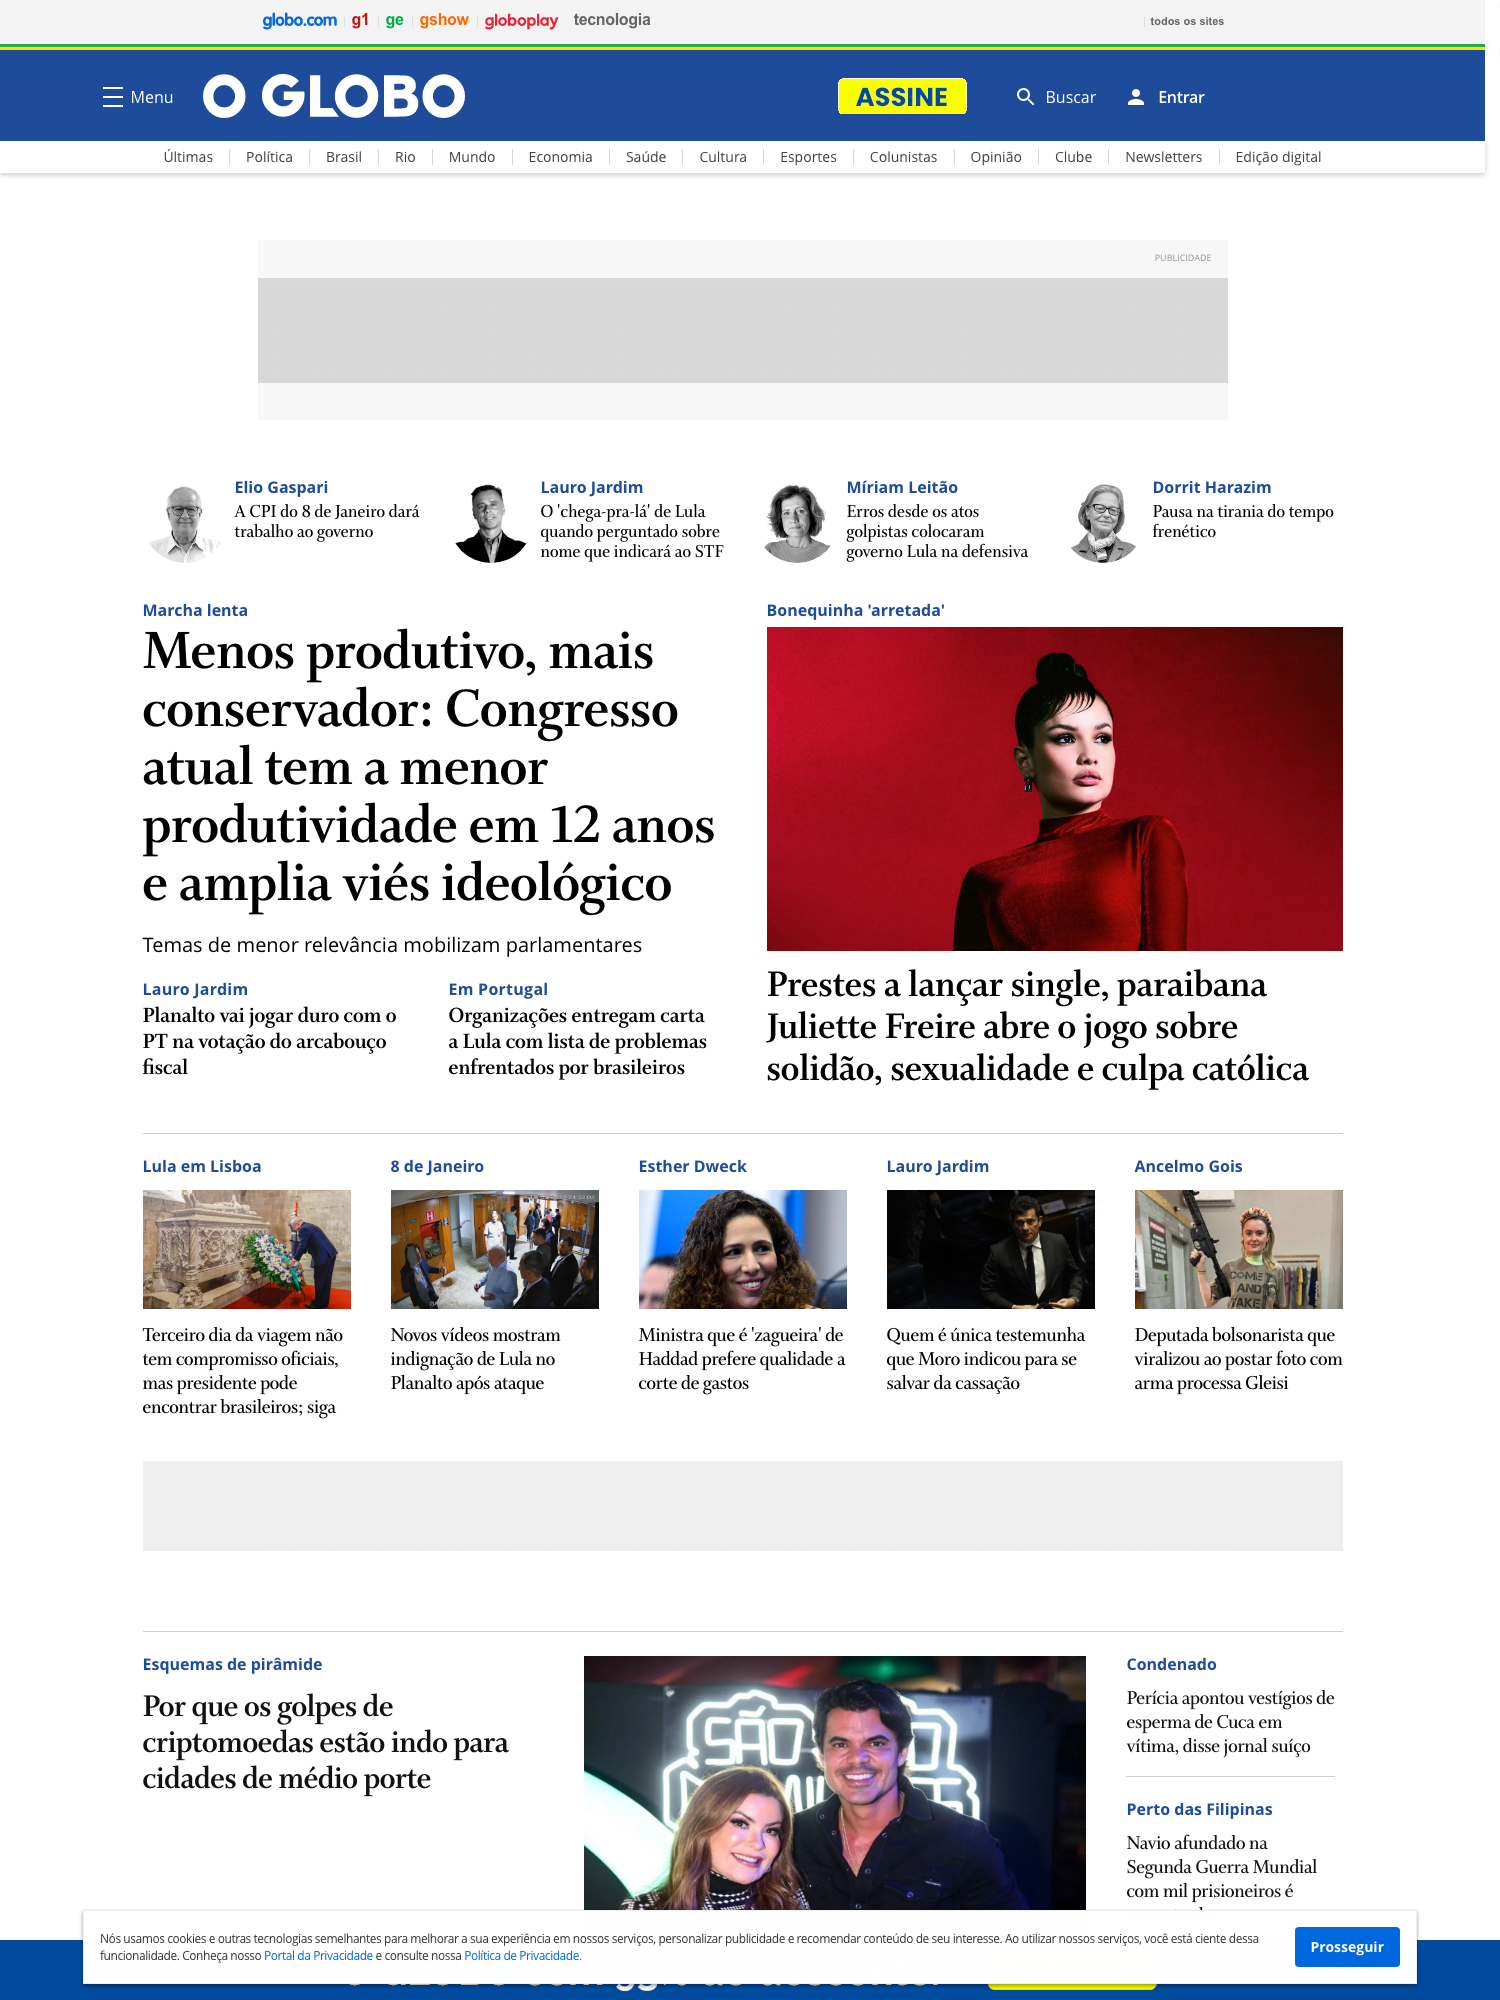 globo.com
g1
ge
gshow
globoplay
tecnologia
todos os sites
Menu
O GLOBO
ASSINE
Buscar
Entrar
Últimas
Política
Brasil
Rio
Mundo
Economia
Saúde
Cultura
Esportes
Colunistas
Opinião
Clube
Newsletters
Edição digital
PUBLICIDADE
Elio Gaspari
A CPI do 8 de Janeiro dará
trabalho ao governo
Lauro Jardim
O 'chega-pra-lá' de Lula
quando perguntado sobre
nome que indicará ao STF
Míriam Leitão
Erros desde os atos
golpistas colocaram
governo Lula na defensiva
Dorrit Harazim
Pausa na tirania do tempo
frenético
Marcha lenta
Menos produtivo, mais
conservador: Congresso
atual tem a menor
produtividade em 12 anos
e amplia viés ideológico
Temas de menor relevância mobilizam parlamentares
Lauro Jardim
Planalto vai jogar duro com o
PT na votação do arcabouço
fiscal
Em Portugal
Organizações entregam carta
a Lula com lista de problemas
enfrentados por brasileiros
Bonequinha 'arretada'
Prestes a lançar single, paraibana
Juliette Freire abre o jogo sobre
solidão, sexualidade e culpa católica
Lula em Lisboa
Terceiro dia da viagem não
tem compromisso oficiais,
mas presidente pode
encontrar brasileiros; siga
8 de Janeiro
Novos vídeos mostram
indignação de Lula no
Planalto após ataque
Esther Dweck
Ministra que é 'zagueira' de
Haddad prefere qualidade a
corte de gastos
Lauro Jardim
Quem é única testemunha
que Moro indicou para se
salvar da cassação
Ancelmo Gois
COME
AND
TAKE
Deputada bolsonarista que
viralizou ao postar foto com
arma processa Gleisi
Esquemas de pirâmide
Por que os golpes de
criptomoedas estão indo para
cidades de médio porte
SÃO
Condenado
Perícia apontou vestígios de
esperma de Cuca em
vítima, disse jornal suíço
Perto das Filipinas
Navio afundado na
Segunda Guerra Mundial
com mil prisioneiros é
Nós usamos cookies e outras tecnologias semelhantes para melhorar a sua experiência em nossos serviços, personalizar publicidade e recomendar conteúdo de seu interesse. Ao utilizar nossos serviços, você está ciente dessa
funcionalidade. Conheça nosso Portal da Privacidade e consulte nossa Política de Privacidade.
Prosseguir